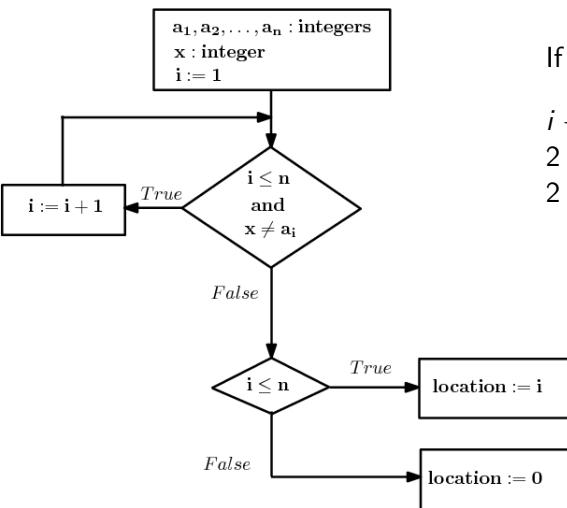 a₁, a₂, . . . , aₙ : integers
x : integer
i := 1
If
i
2
2
i ≤ n
and
x ≠ aᵢ
True
i := i + 1
False
i ≤ n
True
location := i
False
location := 0